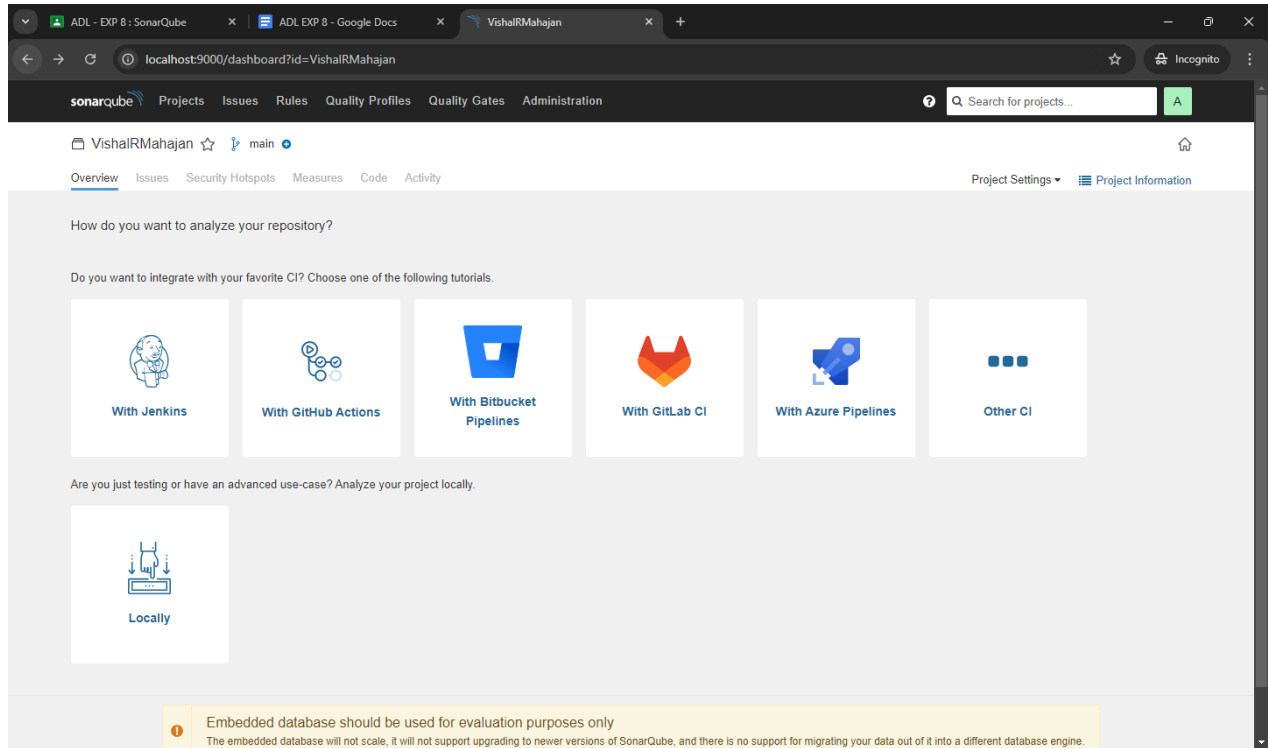 ADL - EXP 8 : SonarQube
ADL EXP 8 - Google Docs
VishalRMahajan
localhost:9000/dashboard?id=VishalRMahajan
Incognito
sonarqube Projects Issues Rules Quality Profiles Quality Gates Administration
Search for projects...
A
VishalRMahajan main
Overview Issues Security Hotspots Measures Code Activity
Project Settings Project Information
How do you want to analyze your repository?
Do you want to integrate with your favorite CI? Choose one of the following tutorials.
With Jenkins
With GitHub Actions
With Bitbucket
Pipelines
With GitLab CI
With Azure Pipelines
Other CI
Are you just testing or have an advanced use-case? Analyze your project locally.
Locally
Embedded database should be used for evaluation purposes only
The embedded database will not scale, it will not support upgrading to newer versions of SonarQube, and there is no support for migrating your data out of it into a different database engine.